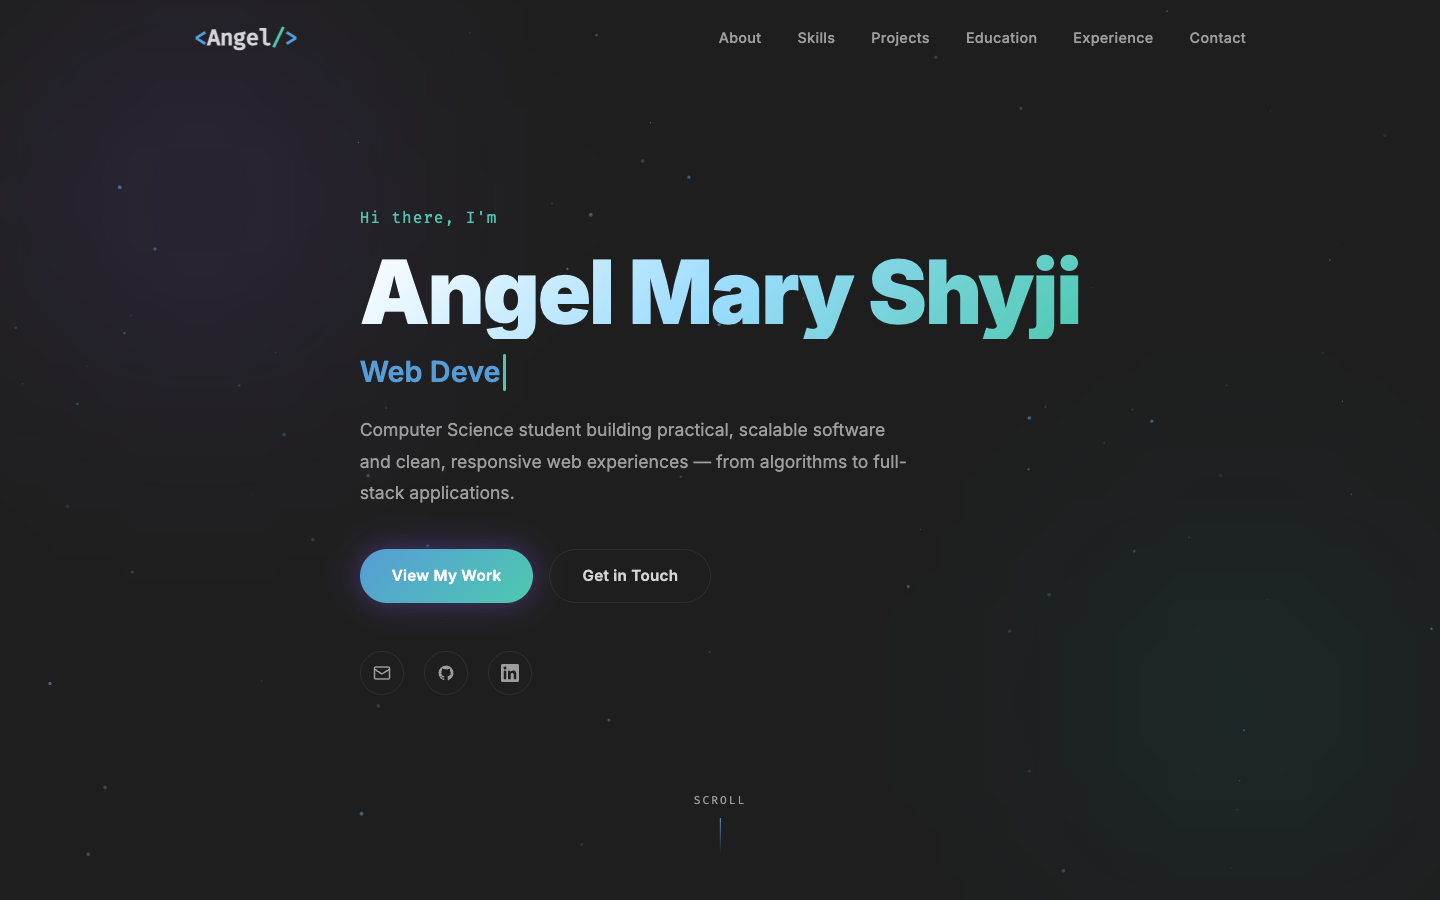 <Angel/>
About Skills Projects Education Experience Contact
Hi there, I'm
Angel Mary Shyji
Web Deve
Computer Science student building practical, scalable software
and clean, responsive web experiences — from algorithms to full-
stack applications.
View My Work
Get in Touch
in
SCROLL